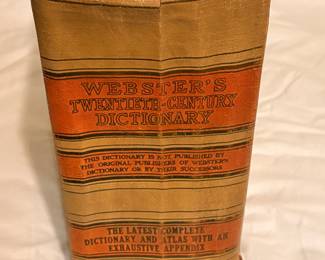 WEBSTER'S
TWENTIETH-CENTURY
DICTIONARY
THIS DICTIONARY IS NOT PUBLISHED BY
THE ORIGINAL PUBLISHERS OF WEBSTER'S
DICTIONARY OR BY THEIR SUCCESSORS
THE LATEST COMPLETE
DICTIONARY AND ATLAS WITH AN
EXHAUSTIVE APPENDIX